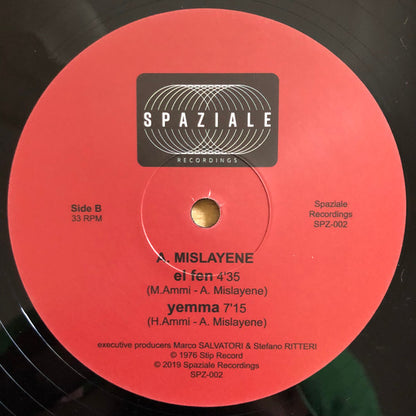 SPAZIALE
RECORDINGS
Side B
33 RPM
Spaziale
Recordings
SPZ-002
A. MISLAYENE
el fen 4'35
(M.Ammi - A. Mislayene)
yemma 7'15
(H.Ammi - A. Mislayene)
executive producers Marco SALVATORI & Stefano RITTERI
℗ 1976 Stip Record
© 2019 Spaziale Recordings
SPZ-002